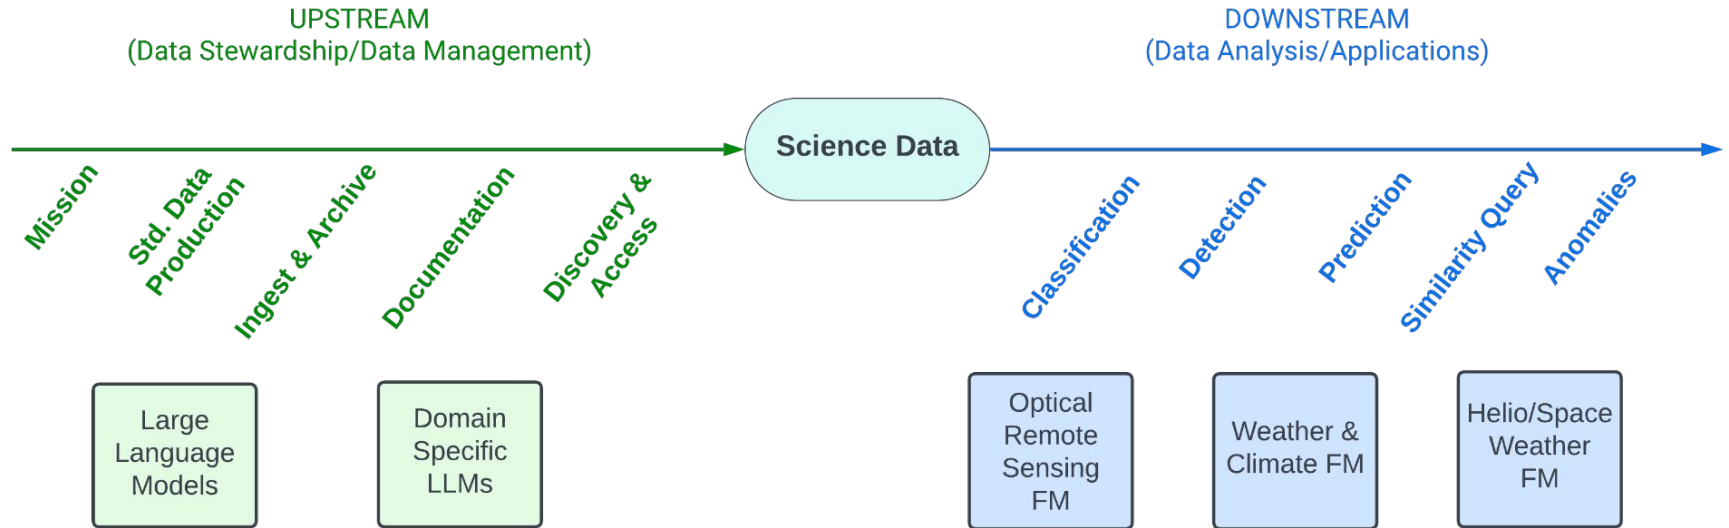 UPSTREAM
(Data Stewardship/Data Management)
DOWNSTREAM
(Data Analysis/Applications)
Science Data
Mission
Std. Data
Production
Ingest & Archive
Documentation
Discovery &
Access
Classification
Detection
Prediction
Similarity Query
Anomalies
Large
Language
Models
Domain
Specific
LLMs
Optical
Remote
Sensing
FM
Weather &
Climate FM
Helio/Space
Weather
FM